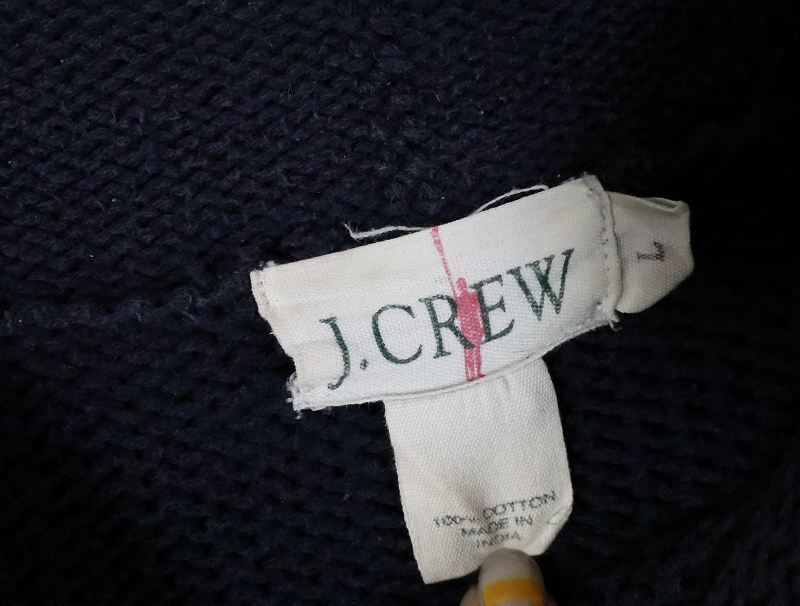 J.CREW
L
100% COTTON
MADE IN
INDIA